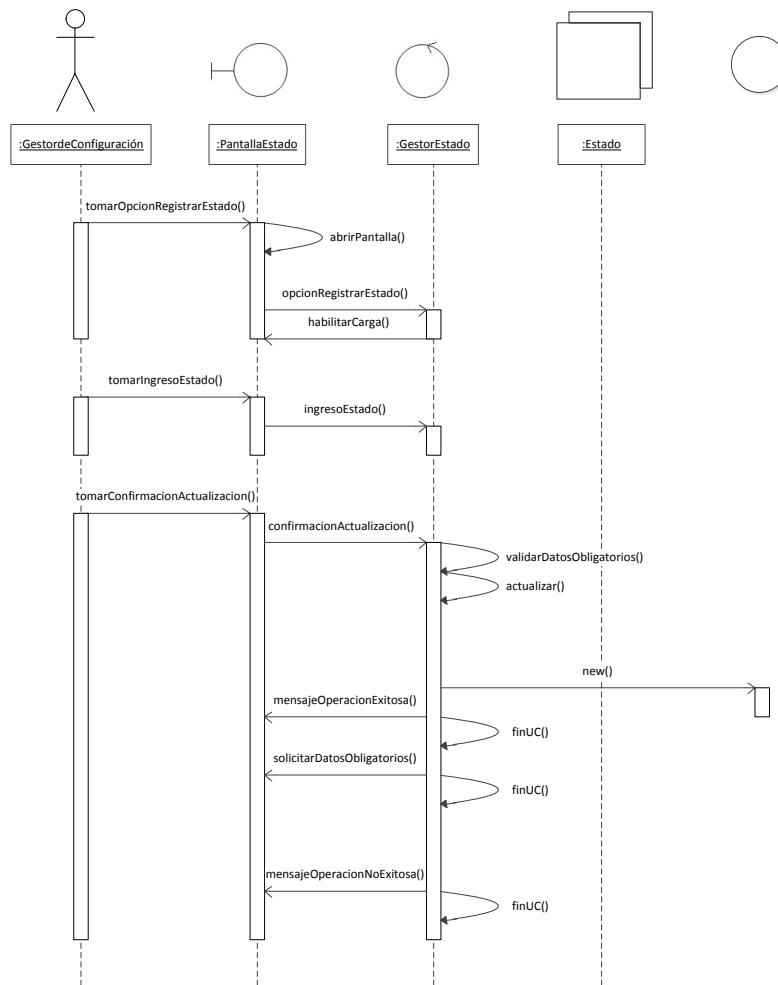 :GestordeConfiguración
:PantallaEstado
:GestorEstado
:Estado
tomarOpcionRegistrarEstado()
abrirPantalla()
opcionRegistrarEstado()
habilitarCarga()
tomarIngresoEstado()
ingresoEstado()
tomarConfirmacionActualizacion()
confirmacionActualizacion()
validarDatosObligatorios()
actualizar()
new()
mensajeOperacionExitosa()
finUC()
solicitarDatosObligatorios()
finUC()
mensajeOperacionNoExitosa()
finUC()